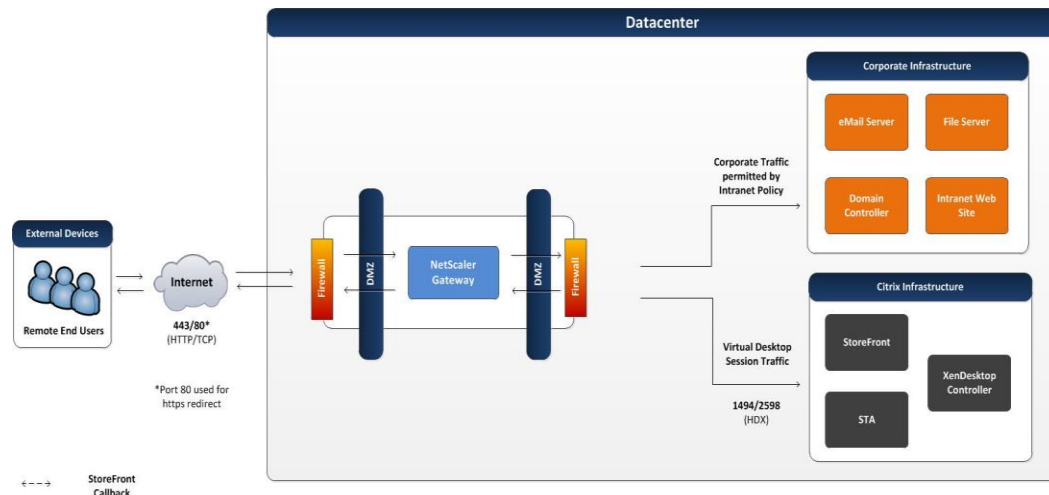 Datacenter
Corporate Infrastructure
eMail Server
File Server
Domain
Controller
Intranet Web
Site
Corporate Traffic
permitted by
Intranet Policy
External Devices
Remote End Users
Internet
443/80*
(HTTP/TCP)
*Port 80 used for
https redirect
Firewall
DMZ
NetScaler
Gateway
DMZ
Firewall
Citrix Infrastructure
StoreFront
XenDesktop
Controller
STA
Virtual Desktop
Session Traffic
1494/2598
(HDX)
StoreFront
Callback